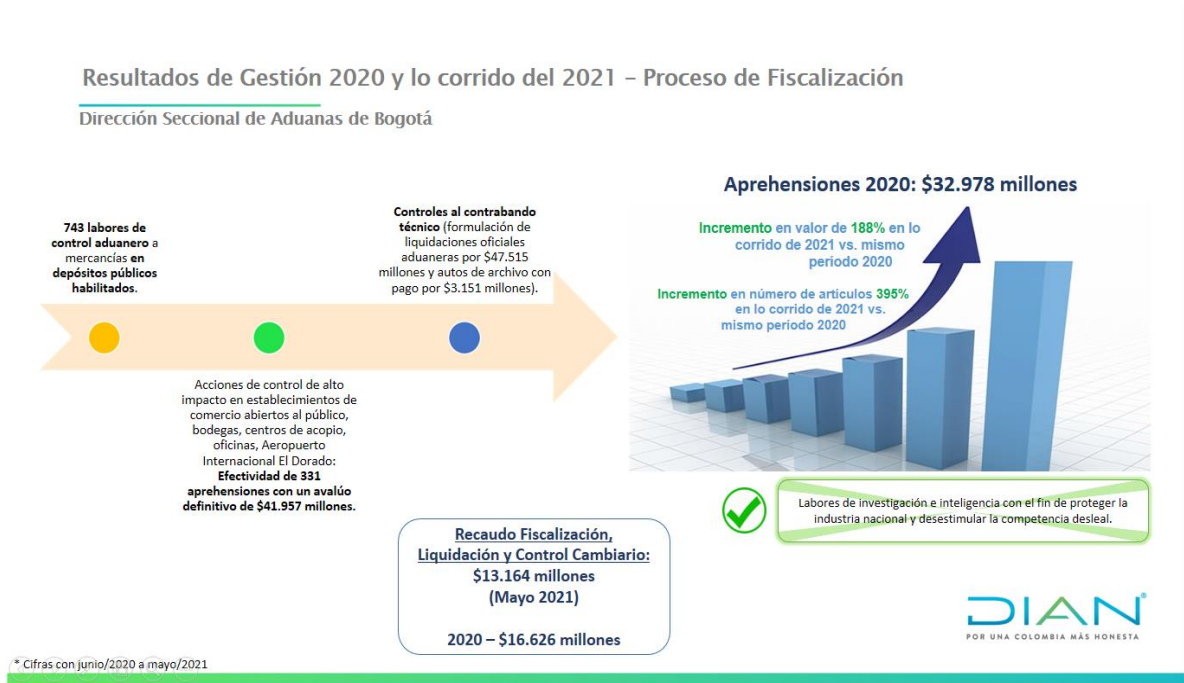 Resultados de Gestión 2020 y lo corrido del 2021 – Proceso de Fiscalización
Dirección Seccional de Aduanas de Bogotá
743 labores de
control aduanero a
mercancías en
depósitos públicos
habilitados.
Controles al contrabando
técnico (formulación de
liquidaciones oficiales
aduaneras por $47.515
millones y autos de archivo con
pago por $3.151 millones).
Acciones de control de alto
impacto en establecimientos de
comercio abiertos al público,
bodegas, centros de acopio,
oficinas, Aeropuerto
Internacional El Dorado:
Efectividad de 331
aprehensiones con un avalúo
definitivo de $41.957 millones.
Recaudo Fiscalización,
Liquidación y Control Cambiario:
$13.164 millones
(Mayo 2021)
2020 – $16.626 millones
Aprehensiones 2020: $32.978 millones
Incremento en valor de 188% en lo
corrido de 2021 vs. mismo
periodo 2020
Incremento en número de articulos 395%
en lo corrido de 2021 vs.
mismo periodo 2020
Labores de investigación e inteligencia con el fin de proteger la
industria nacional y desestimular la competencia desleal.
DIAN®
POR UNA COLOMBIA MÁS HONESTA
* Cifras con junio/2020 a mayo/2021